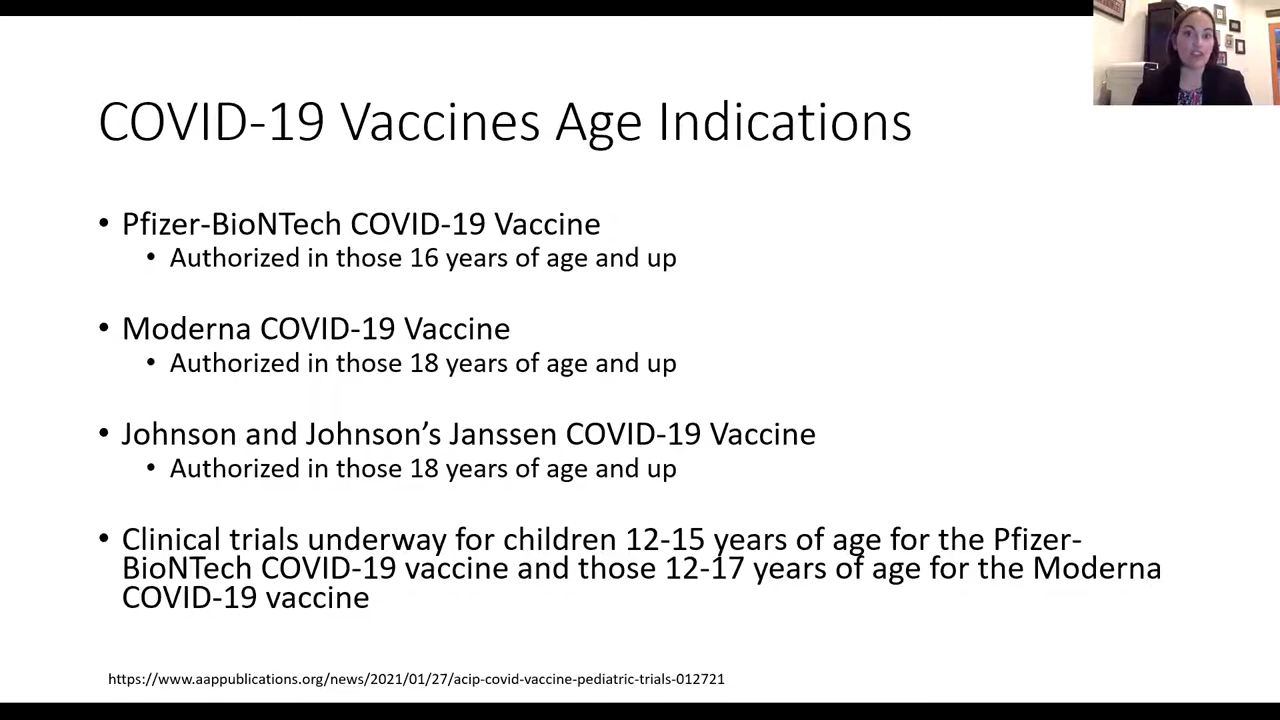 COVID-19 Vaccines Age Indications
• Pfizer-BioNTech COVID-19 Vaccine
• Authorized in those 16 years of age and up
• Moderna COVID-19 Vaccine
• Authorized in those 18 years of age and up
• Johnson and Johnson’s Janssen COVID-19 Vaccine
• Authorized in those 18 years of age and up
• Clinical trials underway for children 12-15 years of age for the Pfizer-
BioNTech COVID-19 vaccine and those 12-17 years of age for the Moderna
COVID-19 vaccine
https://www.aappublications.org/news/2021/01/27/acip-covid-vaccine-pediatric-trials-012721